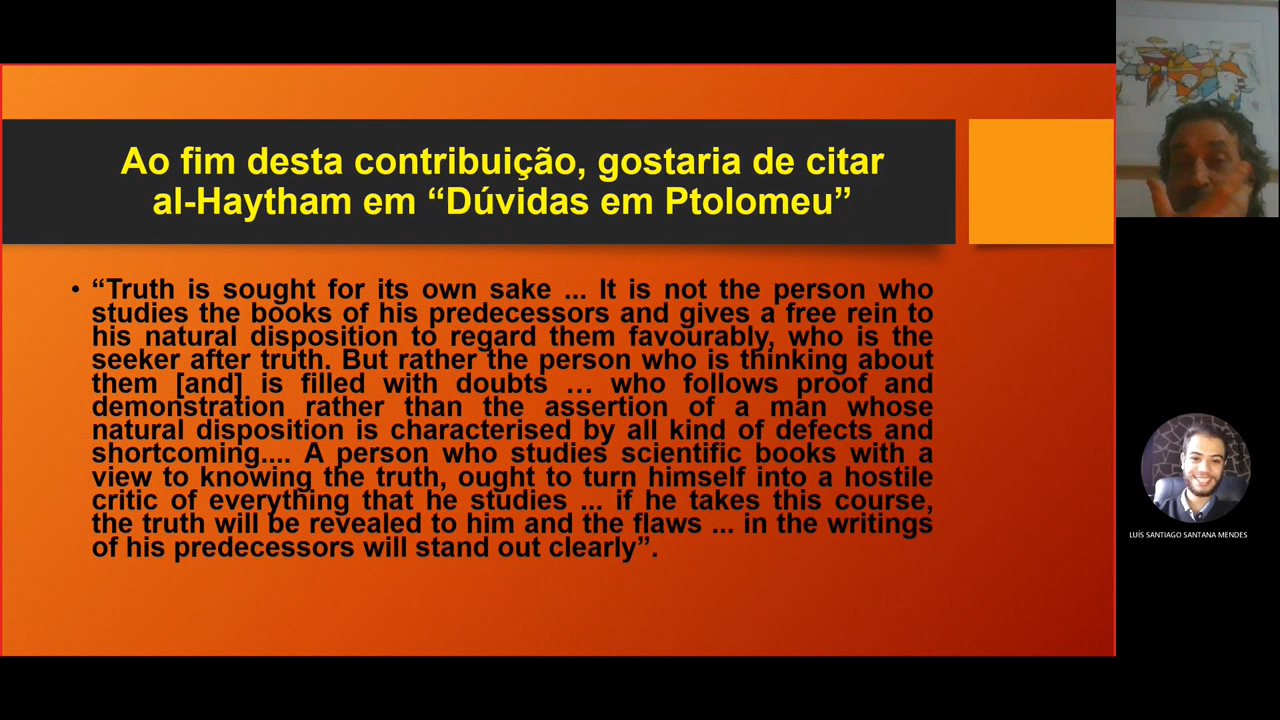 Ao fim desta contribuição, gostaria de citar
al-Haytham em “Dúvidas em Ptolomeu”
• “Truth is sought for its own sake ... It is not the person who
studies the books of his predecessors and gives a free rein to
his natural disposition to regard them favourably, who is the
seeker after truth. But rather the person who is thinking about
them [and] is filled with doubts … who follows proof and
demonstration rather than the assertion of a man whose
natural disposition is characterised by all kind of defects and
shortcoming.... A person who studies scientific books with a
view to knowing the truth, ought to turn himself into a hostile
critic of everything that he studies ... if he takes this course,
the truth will be revealed to him and the flaws ... in the writings
of his predecessors will stand out clearly”.
LUÍS SANTIAGO SANTANA MENDES